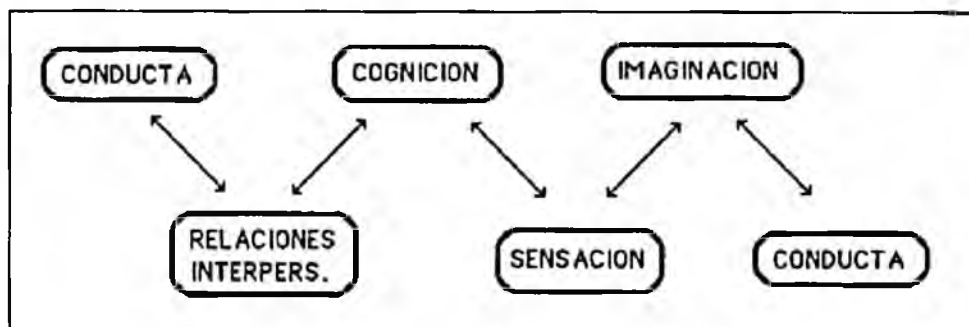 CONDUCTA
COGNICION
IMAGINACION
RELACIONES
INTERPERS.
SENSACION
CONDUCTA